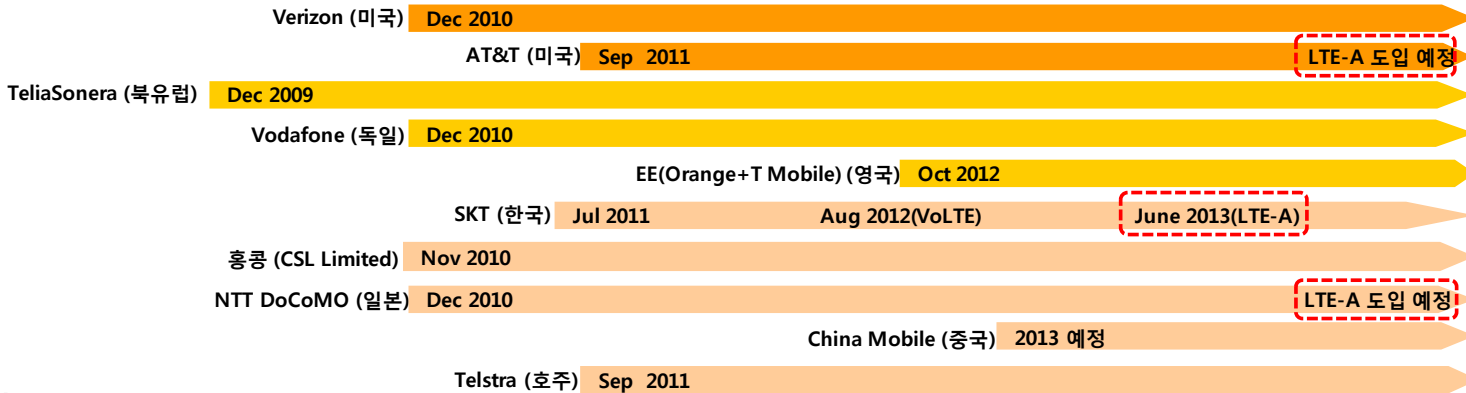 Verizon (미국) Dec 2010
AT&T (미국) Sep 2011 LTE-A 도입 예정
TeliaSonera (북유럽) Dec 2009
Vodafone (독일) Dec 2010
EE(Orange+T Mobile) (영국) Oct 2012
SKT (한국) Jul 2011 Aug 2012(VoLTE) June 2013(LTE-A)
홍콩 (CSL Limited) Nov 2010
NTT DoCoMO (일본) Dec 2010 LTE-A 도입 예정
China Mobile (중국) 2013 예정
Telstra (호주) Sep 2011